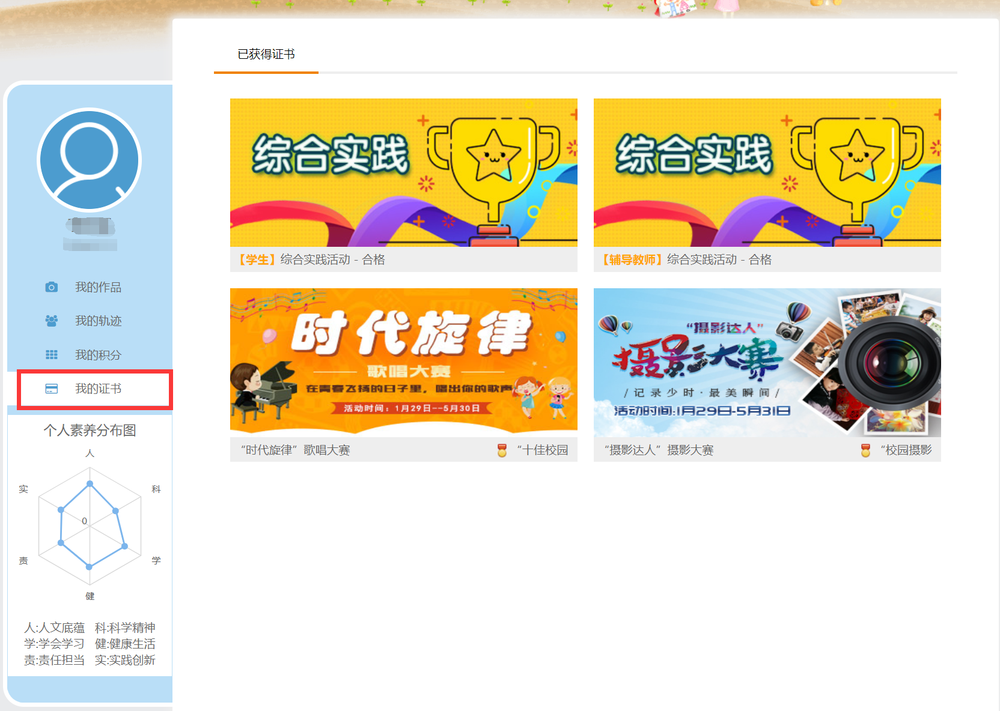 已获得证书
综合实践
综合实践
【学生】综合实践活动 - 合格
【辅导教师】综合实践活动 - 合格
时代旋律
歌唱大赛
在青春飞扬的日子里，唱出你的歌声
活动时间：1月29日--5月30日
“摄影达人”
摄影大赛
/ 记录少时·最美瞬间 /
活动时间:1月29日-5月31日
“时代旋律”歌唱大赛
“十佳校园
“摄影达人”摄影大赛
“校园摄影
我的作品
我的轨迹
我的积分
我的证书
个人素养分布图
人
实
科
0
责
学
健
人:人文底蕴 科:科学精神
学:学会学习 健:健康生活
责:责任担当 实:实践创新